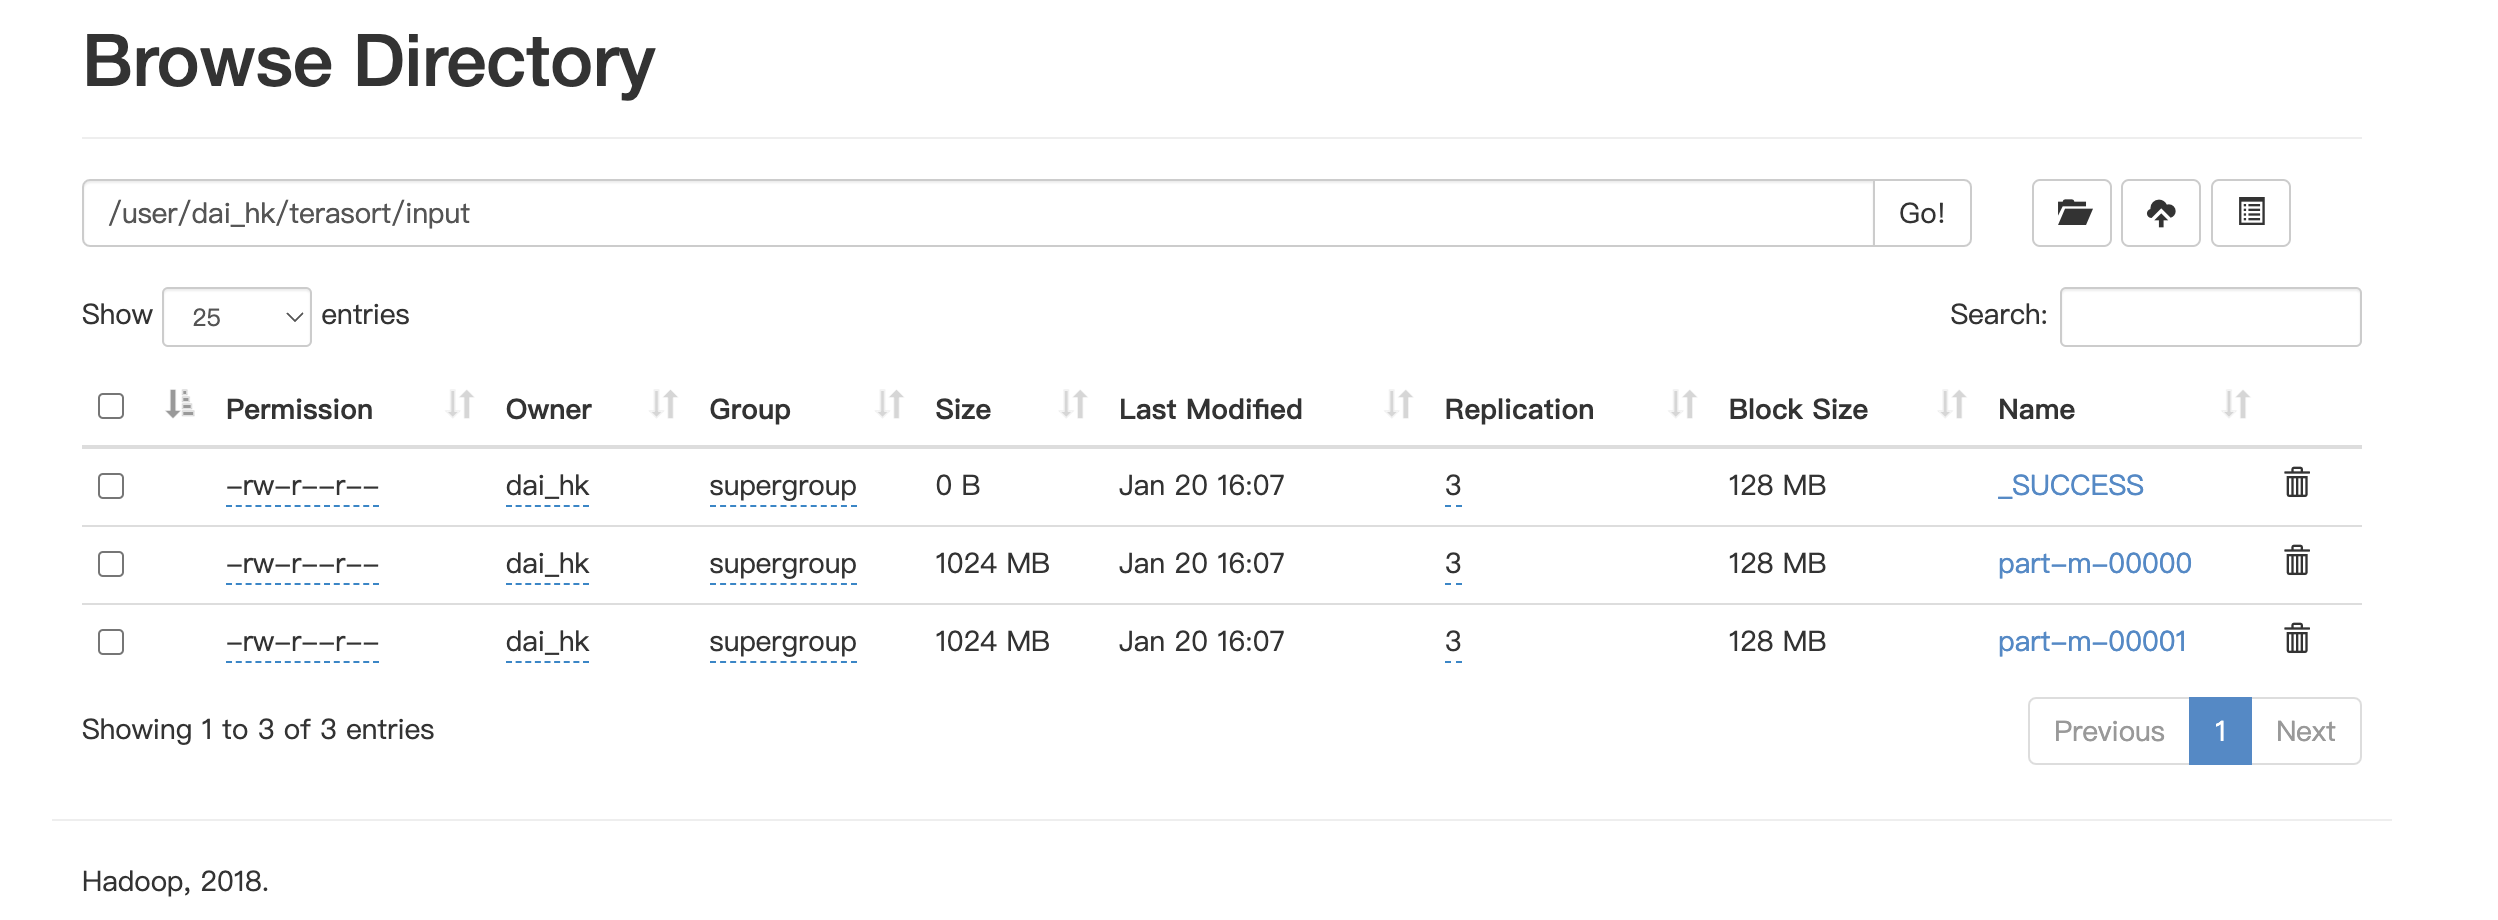 Browse Directory
/user/dai_hk/terasort/input Go!
Show 25 entries Search:
Permission Owner Group Size Last Modified Replication Block Size Name
-rw-r--r-- dai_hk supergroup 0 B Jan 20 16:07 3 128 MB _SUCCESS
-rw-r--r-- dai_hk supergroup 1024 MB Jan 20 16:07 3 128 MB part-m-00000
-rw-r--r-- dai_hk supergroup 1024 MB Jan 20 16:07 3 128 MB part-m-00001
Showing 1 to 3 of 3 entries Previous 1 Next
Hadoop, 2018.